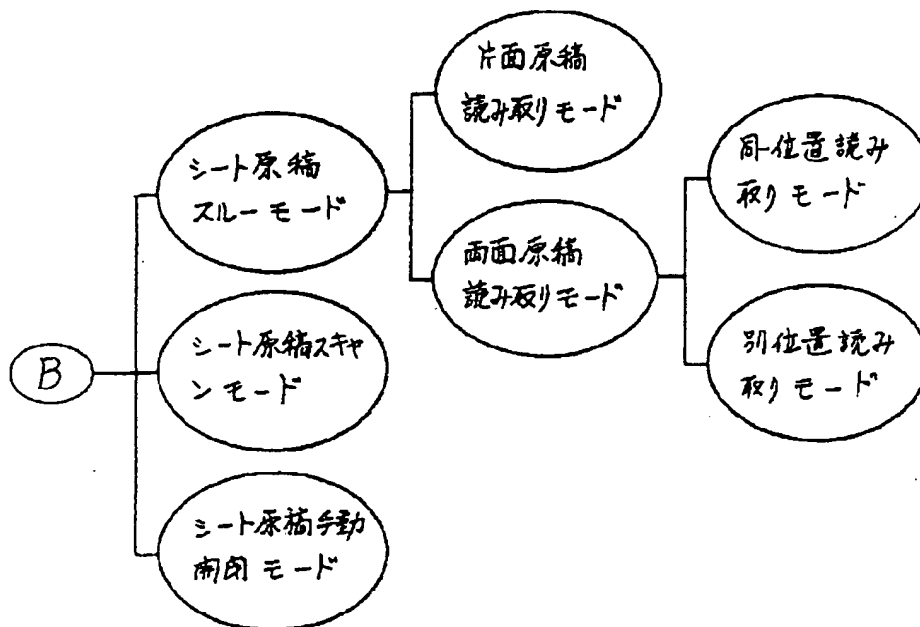 片面原稿
読み取りモード
シート原稿
スルーモード
同一位置読み
取りモード
両面原稿
読み取りモード
シート原稿スキャ
ンモード
別位置読み
取りモード
B
シート原稿手動
開閉モード